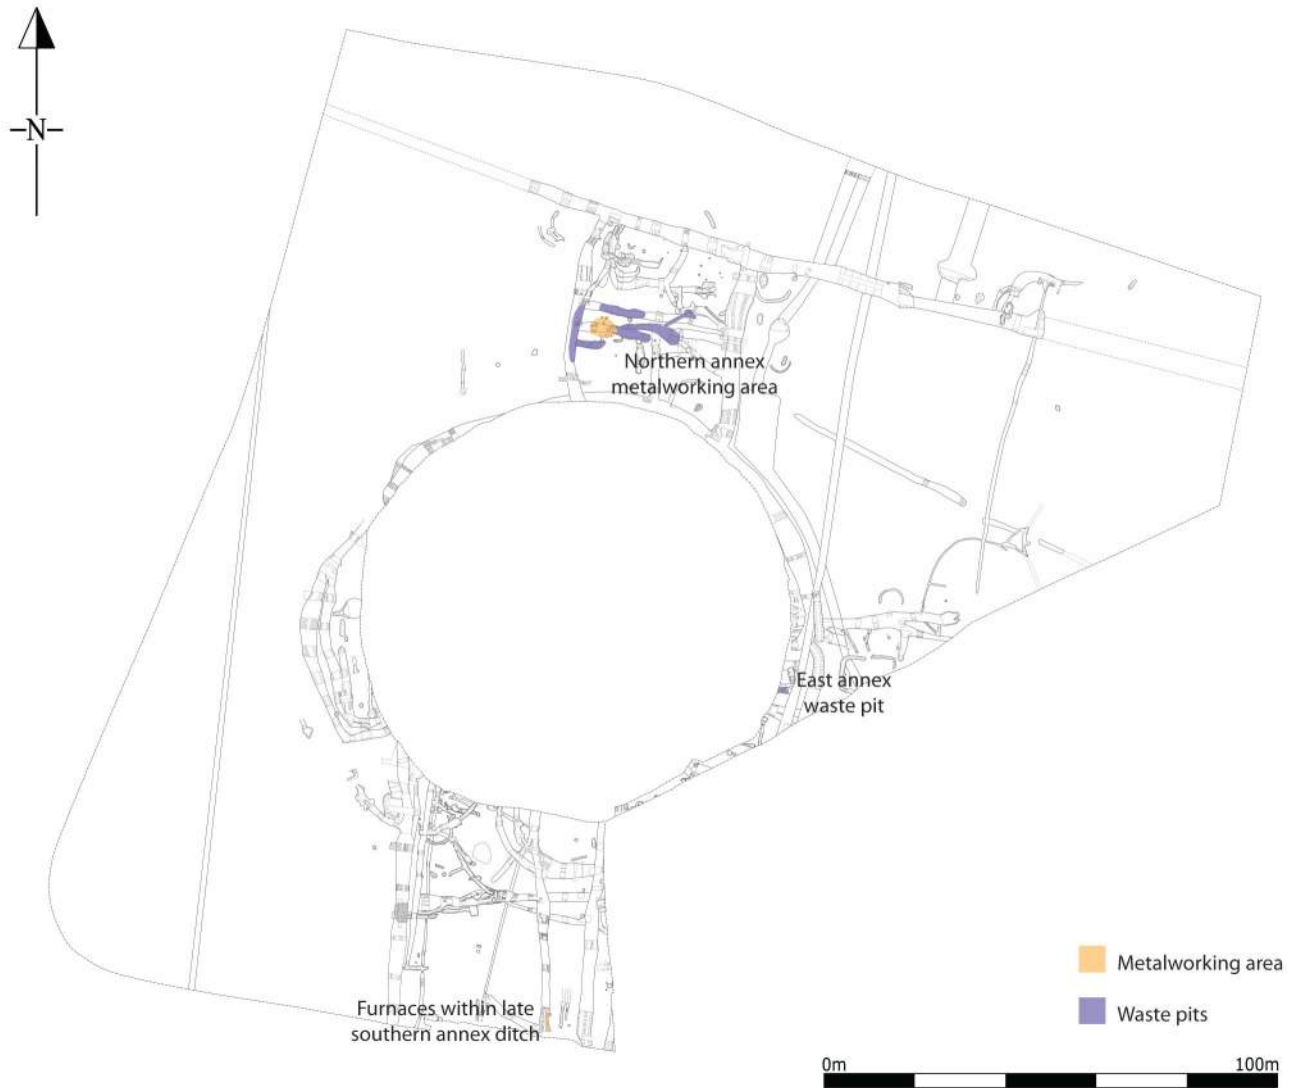 N
Northern annex
metalworking area
East annex
waste pit
Furnaces within late
southern annex ditch
Metalworking area
Waste pits
0m 100m